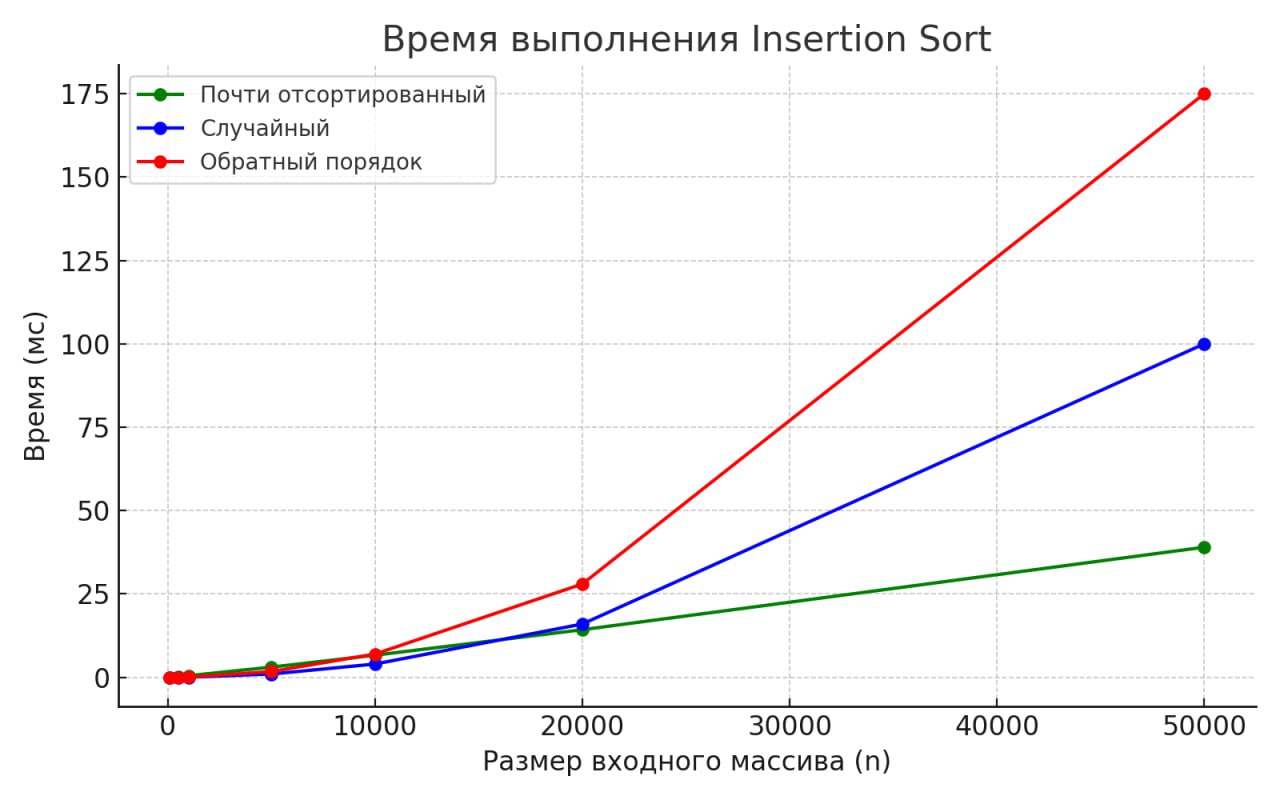 Время выполнения Insertion Sort
Почти отсортированный
Случайный
Обратный порядок
Время (мс)
175
150
125
100
75
50
25
0
0 10000 20000 30000 40000 50000
Размер входного массива (n)